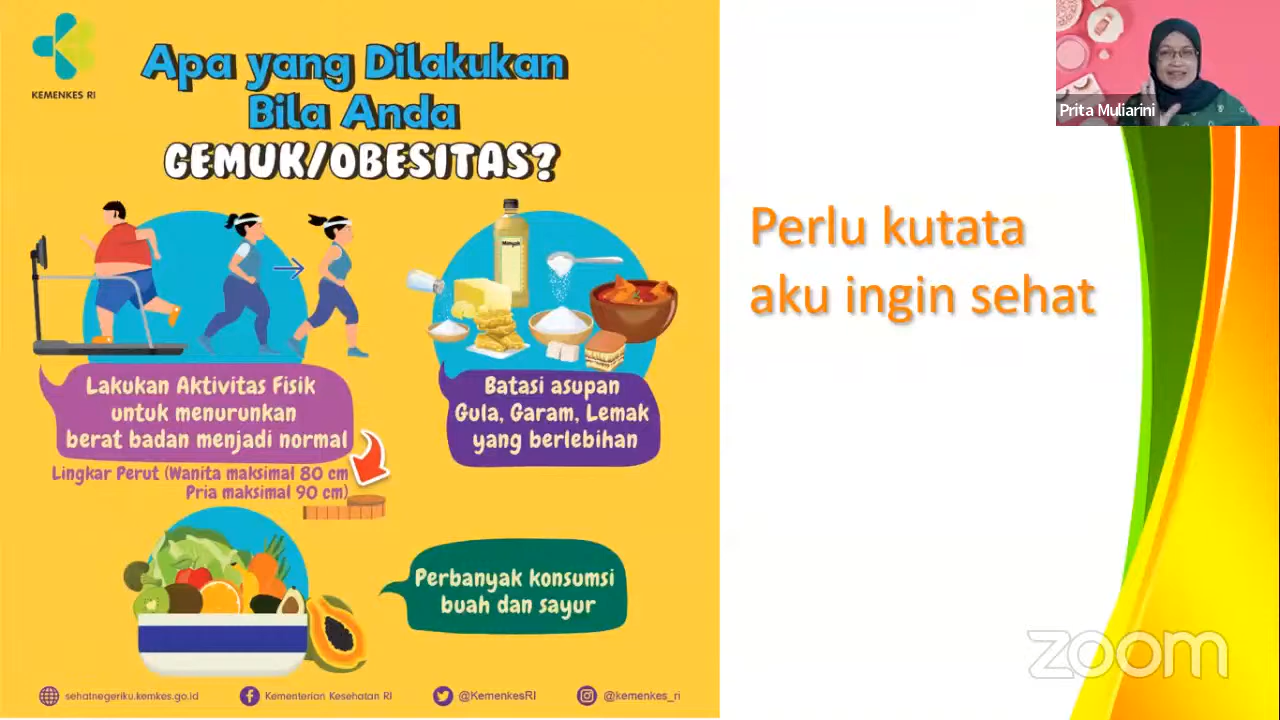 KEMENKES RI
Apa yang Dilakukan
Bila Anda
GEMUK/OBESITAS?
Minyak
Lakukan Aktivitas Fisik
untuk menurunkan
berat badan menjadi normal
Lingkar Perut (Wanita maksimal 80 cm
Pria maksimal 90 cm)
Batasi asupan
Gula, Garam, Lemak
yang berlebihan
Perbanyak konsumsi
buah dan sayur
sehatnegeriku.kemkes.go.id
Kementerian Kesehatan RI
@KemenkesRI
@kemenkes_ri
Prita Muliarini
Perlu kutata
aku ingin sehat
zoom